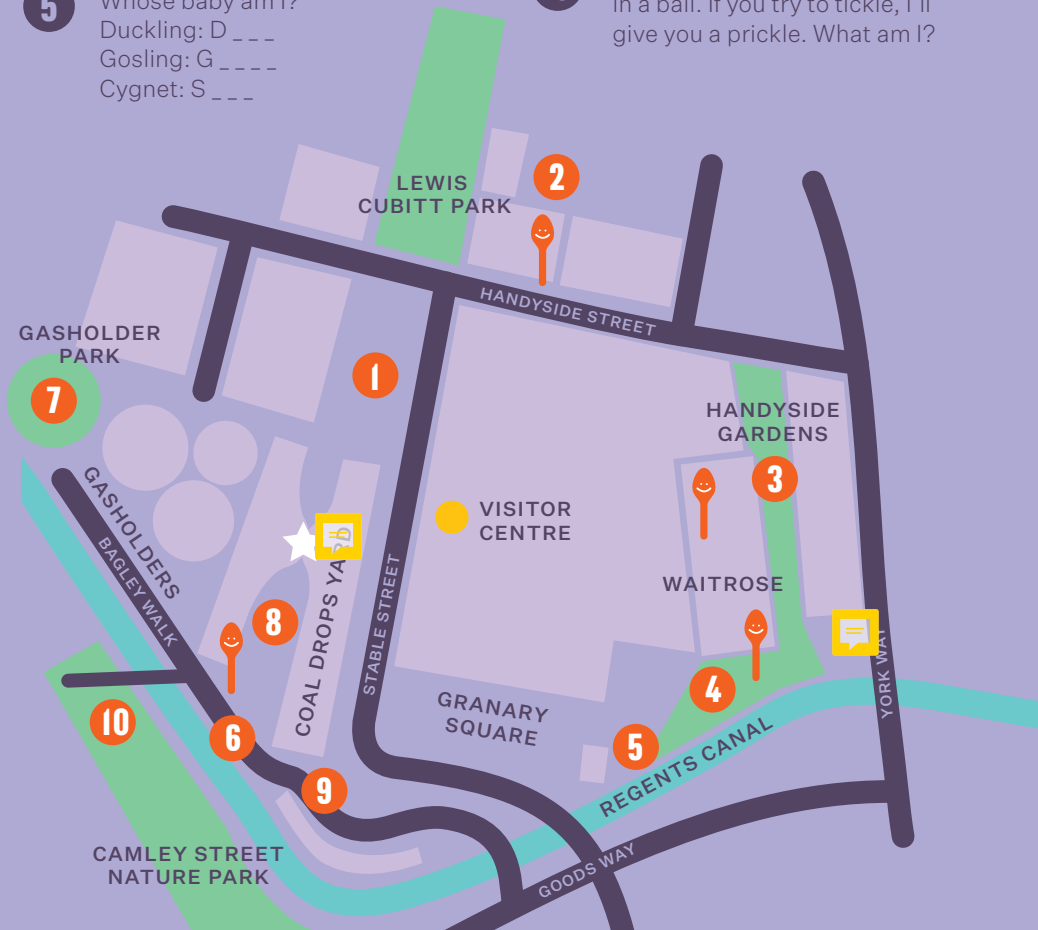 5
Whose baby am I?
Duckling: D _ _ _
Gosling: G _ _ _ _
Cygnet: S _ _ _
in a ball. If you try to tickle, I'll
give you a prickle. What am I?
2
LEWIS
CUBITT PARK
HANDYSIDE STREET
GASHOLDER
PARK
7
1
HANDYSIDE
GARDENS
3
VISITOR
CENTRE
GASHOLDERS
BAGLEY WALK
COAL DROPS YARD
STABLE STREET
WAITROSE
8
YORK WAY
4
GRANARY
SQUARE
10
6
5
REGENTS CANAL
9
CAMLEY STREET
NATURE PARK
GOODS WAY